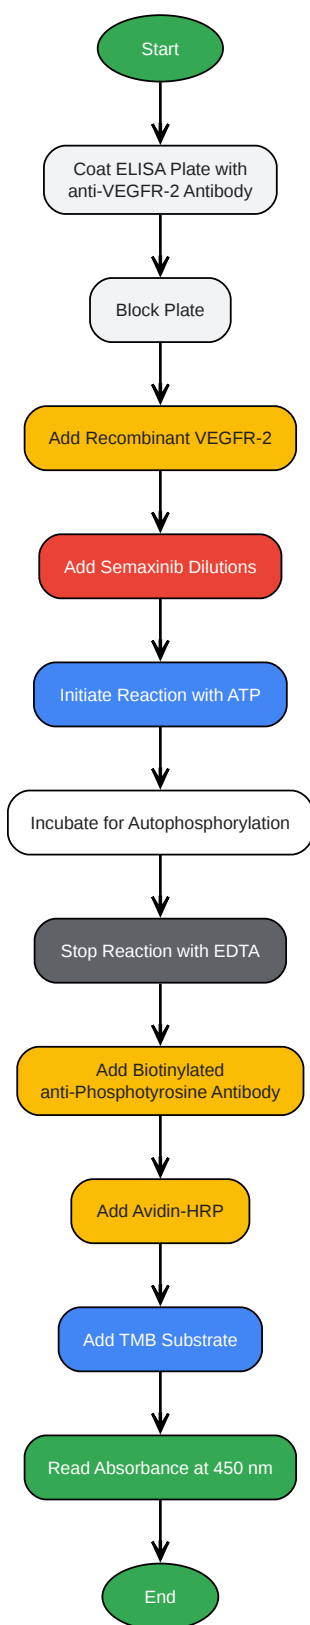 Start
Coat ELISA Plate with
anti-VEGFR-2 Antibody
Block Plate
Add Recombinant VEGFR-2
Add Semaxinib Dilutions
Initiate Reaction with ATP
Incubate for Autophosphorylation
Stop Reaction with EDTA
Add Biotinylated
anti-Phosphotyrosine Antibody
Add Avidin-HRP
Add TMB Substrate
Read Absorbance at 450 nm
End